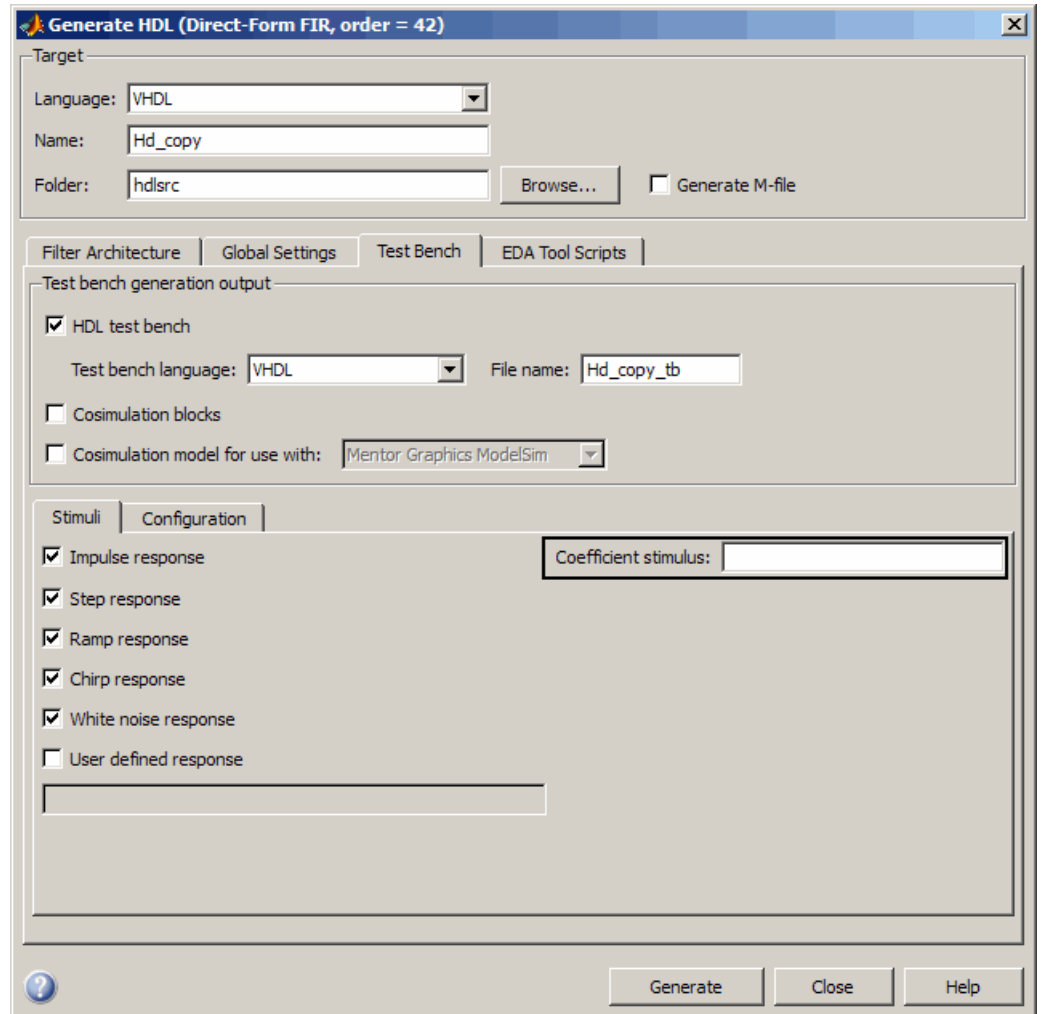 Generate HDL (Direct-Form FIR, order = 42)
Target
Language: VHDL
Name: Hd_copy
Folder: hdlsrc Browse... Generate M-file
Filter Architecture Global Settings Test Bench EDA Tool Scripts
Test bench generation output
HDL test bench
Test bench language: VHDL File name: Hd_copy_tb
Cosimulation blocks
Cosimulation model for use with: Mentor Graphics ModelSim
Stimuli Configuration
Impulse response Coefficient stimulus:
Step response
Ramp response
Chirp response
White noise response
User defined response
? Generate Close Help